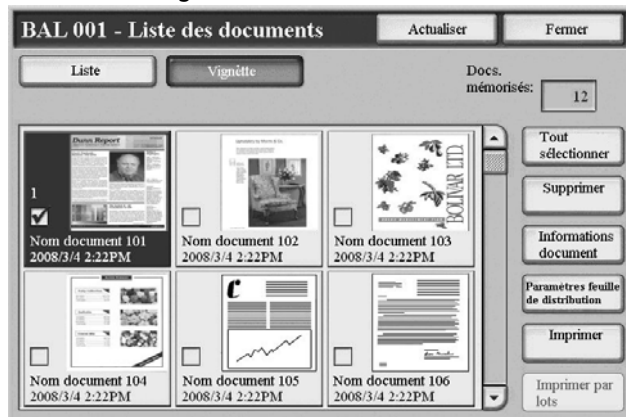 BAL 001 - Liste des documents
Actualiser
Fermer
Liste
Vignette
Docs.
mémorisés:
12
1
Dunn Report
Nom document 101
2008/3/4 2:22PM
Nom document 102
2008/3/4 2:22PM
BOLIVAR LTD.
Nom document 103
2008/3/4 2:22PM
Nom document 104
2008/3/4 2:22PM
C
Nom document 105
2008/3/4 2:22PM
Nom document 106
2008/3/4 2:22PM
Tout
sélectionner
Supprimer
Informations
document
Paramètres feuille
de distribution
Imprimer
Imprimer par
lots